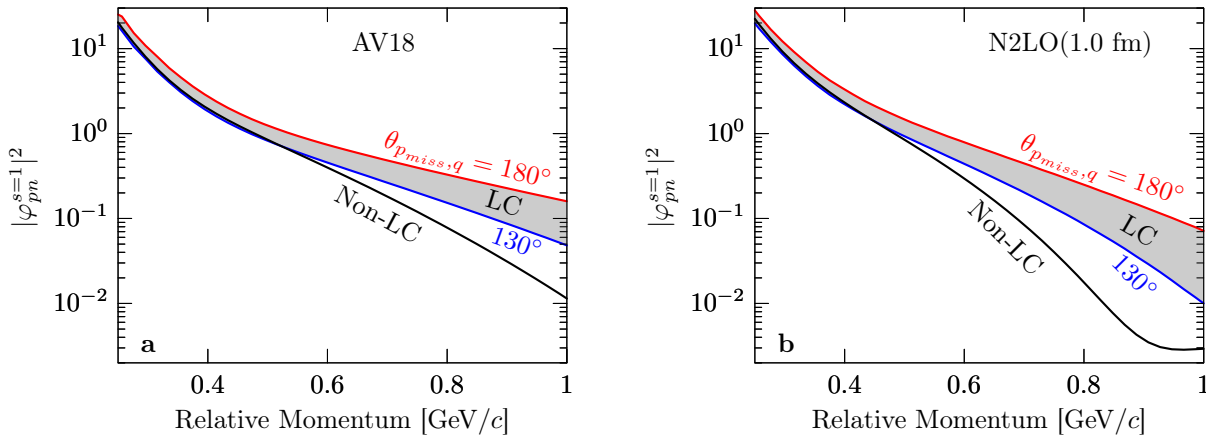 AV18
|φ_{pn}^{s=1}|^2
10^1
10^0
10^{-1}
10^{-2}
θ_{p_{miss},q} = 180°
LC
130°
Non-LC
a
0.4 0.6 0.8 1
Relative Momentum [GeV/c]
N2LO(1.0 fm)
|φ_{pn}^{s=1}|^2
10^1
10^0
10^{-1}
10^{-2}
θ_{p_{miss},q} = 180°
LC
130°
Non-LC
b
0.4 0.6 0.8 1
Relative Momentum [GeV/c]